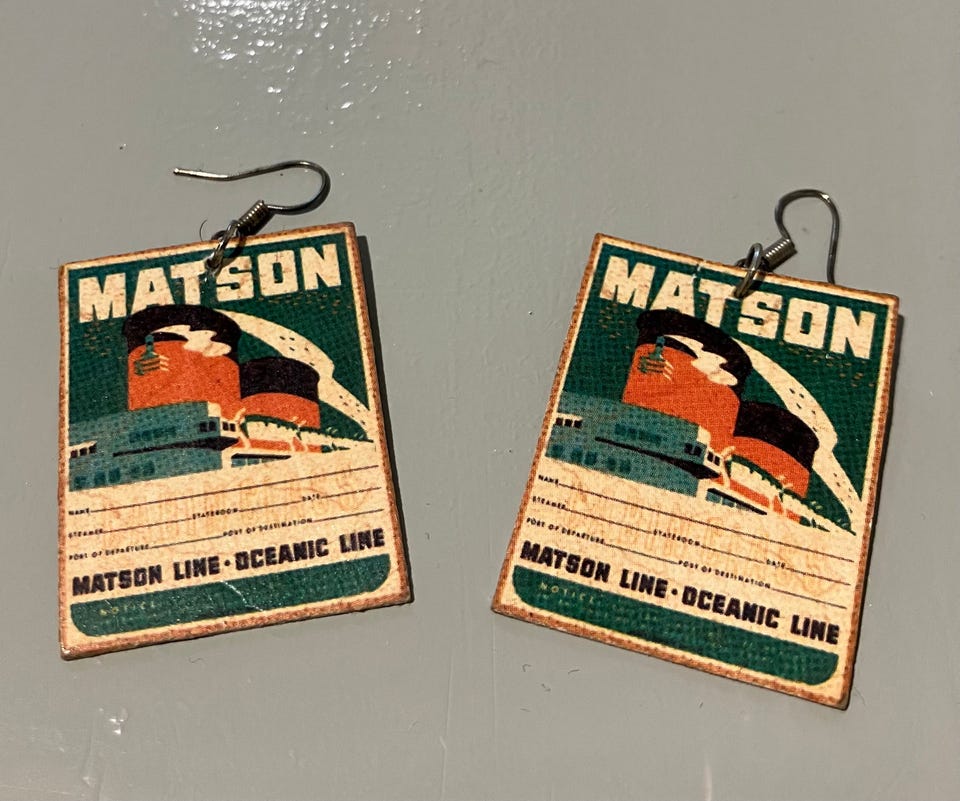 MATSON
NAME DATE
STEAMER STATEROOM
PORT OF DEPARTURE PORT OF DESTINATION
MATSON LINE • OCEANIC LINE
NOTICE
MATSON
NAME DATE
STEAMER STATEROOM
PORT OF DEPARTURE PORT OF DESTINATION
MATSON LINE • OCEANIC LINE
NOTICE